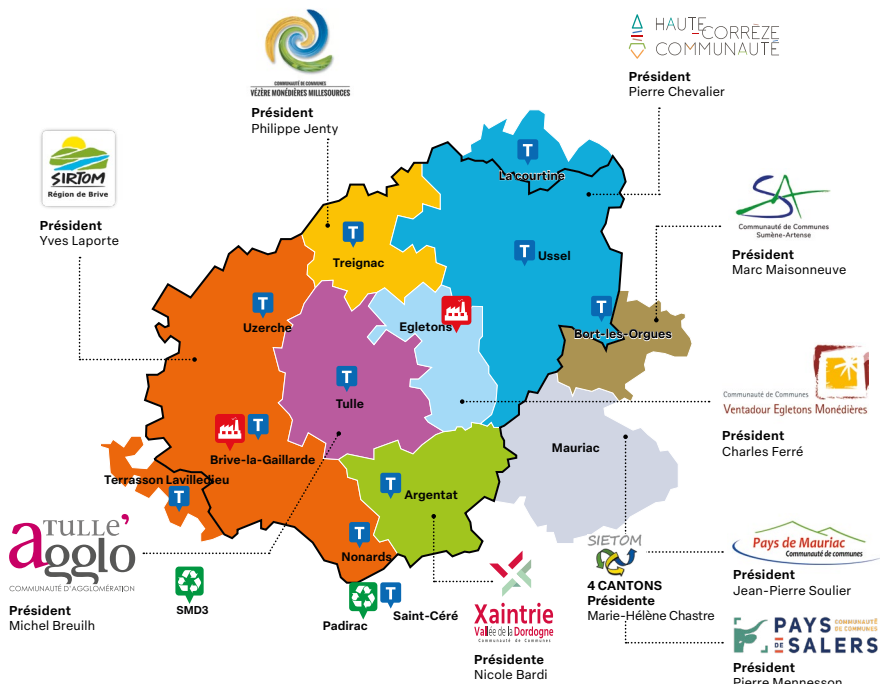 COMMUNAUTÉ DE COMMUNES
VÉZÈRE MONÉDIÈRES MILLESOURCES
Président
Philippe Jenty
HAUTE
CORRÈZE
COMMUNAUTÉ
Président
Pierre Chevalier
SIRTOM
Région de Brive
Président
Yves Laporte
SA
Communauté de Communes
Sumène-Artense
Président
Marc Maisonneuve
T
La courtine
T
Treignac
T
Ussel
T
Uzerche
Egletons
T
Bort-les-Orgues
T
Tulle
Communauté de Communes
Ventadour Egletons Monédières
Président
Charles Ferré
T
Brive-la-Gaillarde
Mauriac
Terrasson Lavilledieu
T
T
Argentat
T
Nonards
TULLE'
agglo
COMMUNAUTÉ D'AGGLOMÉRATION
Président
Michel Breuilh
SMD3
Padirac
T
Saint-Céré
Xaintrie
Vallée de la Dordogne
Communauté de Communes
Présidente
Nicole Bardi
SIETOM
4 CANTONS
Présidente
Marie-Hélène Chastre
Pays de Mauriac
Communauté de communes
Président
Jean-Pierre Soulier
PAYS
DE SALERS
COMMUNAUTÉ
DE COMMUNES
Président
Pierre Mennesson